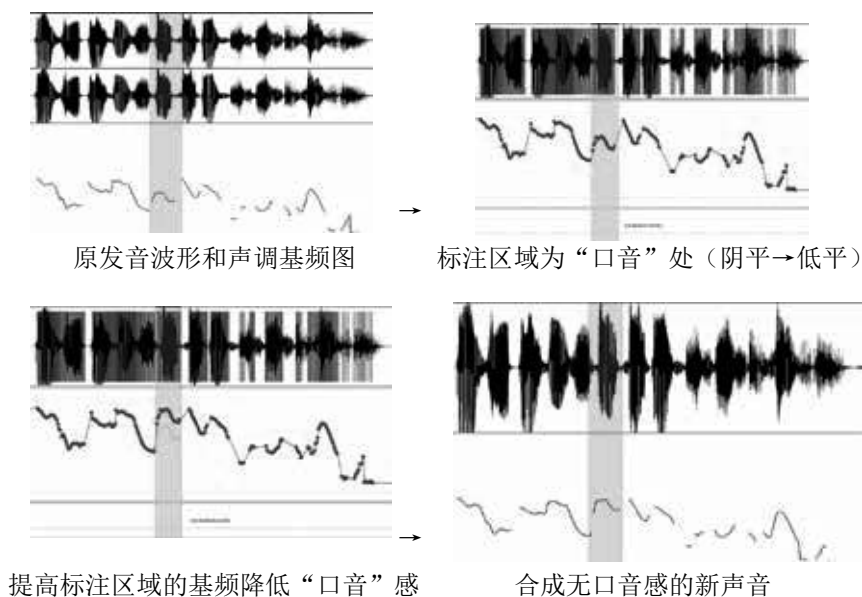 →
原发音波形和声调基频图
标注区域为“口音”处（阴平→低平）
→
提高标注区域的基频降低“口音”感
合成无口音感的新声音